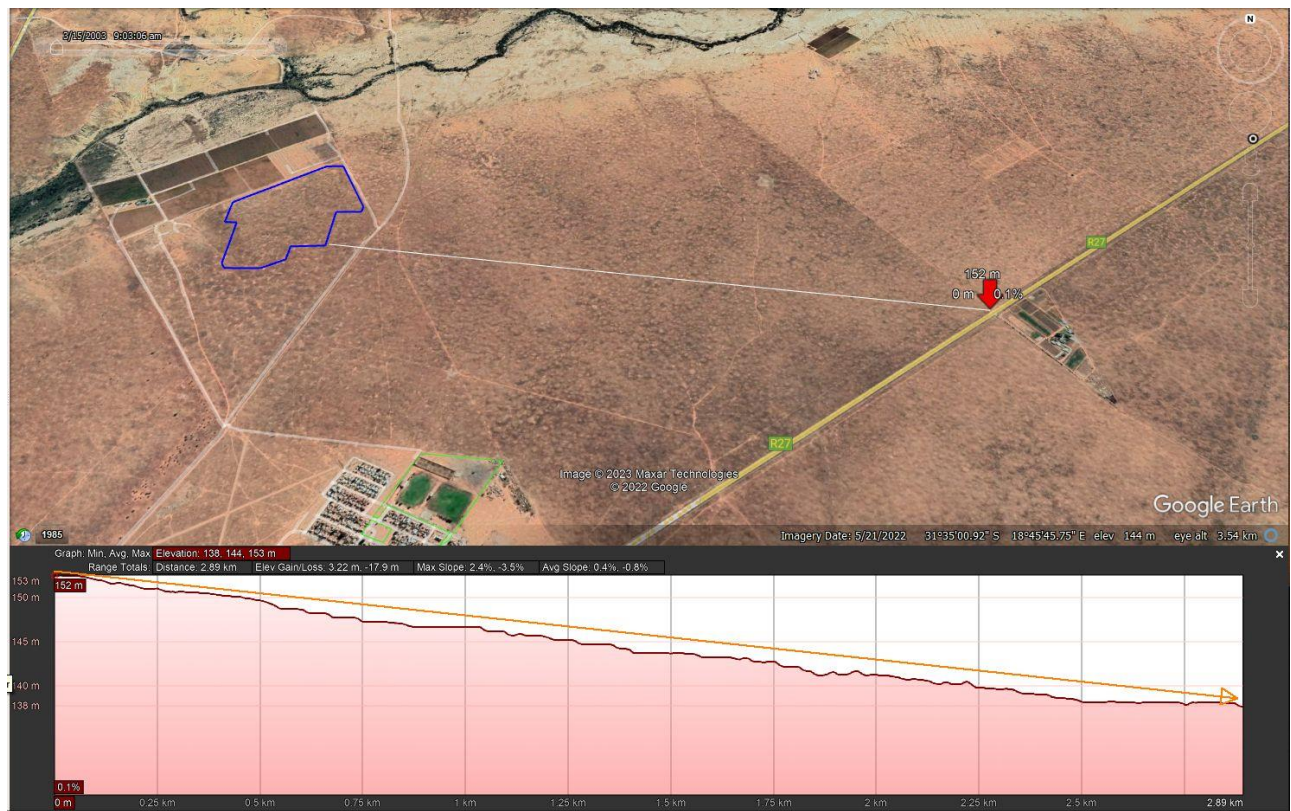 N
3/15/2003 9:03:06 am
R27
152 m
0 m 0.1%
R27
Image © 2023 Maxar Technologies
© 2022 Google
Google Earth
1985
Imagery Date: 5/21/2022 31°35'00.92" S 18°45'45.75" E elev 144 m eye alt 3.54 km
Graph: Min, Avg, Max Elevation: 138, 144, 153 m
Range Totals: Distance: 2.89 km Elev Gain/Loss: 3.22 m, -17.9 m Max Slope: 2.4%, -3.5% Avg Slope: 0.4%, -0.8%
153 m
152 m
150 m
145 m
140 m
138 m
0.1%
0 m 0.25 km 0.5 km 0.75 km 1 km 1.25 km 1.5 km 1.75 km 2 km 2.25 km 2.5 km 2.89 km